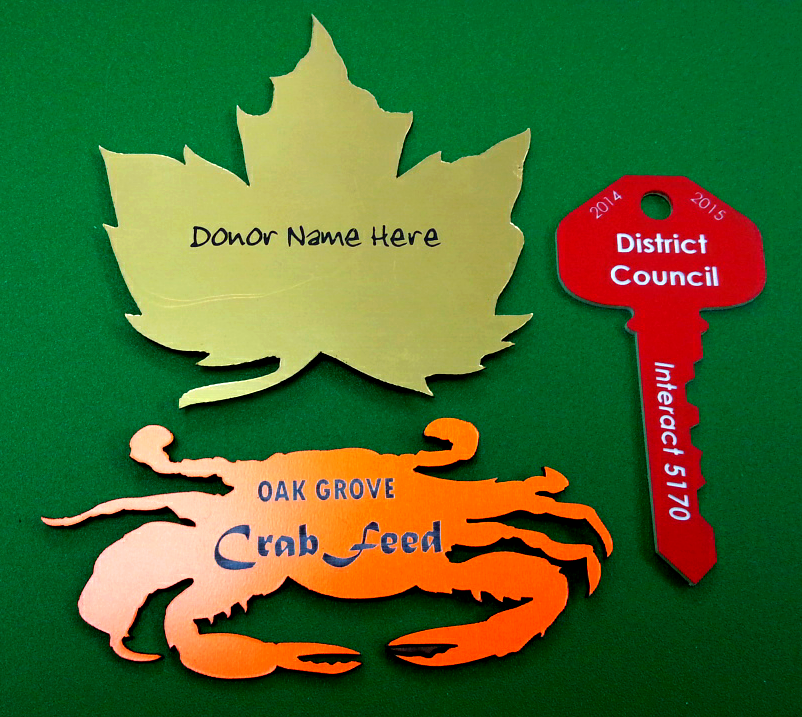 Donor Name Here
2014
2015
District
Council
Interact 5170
OAK GROVE
Crab Feed